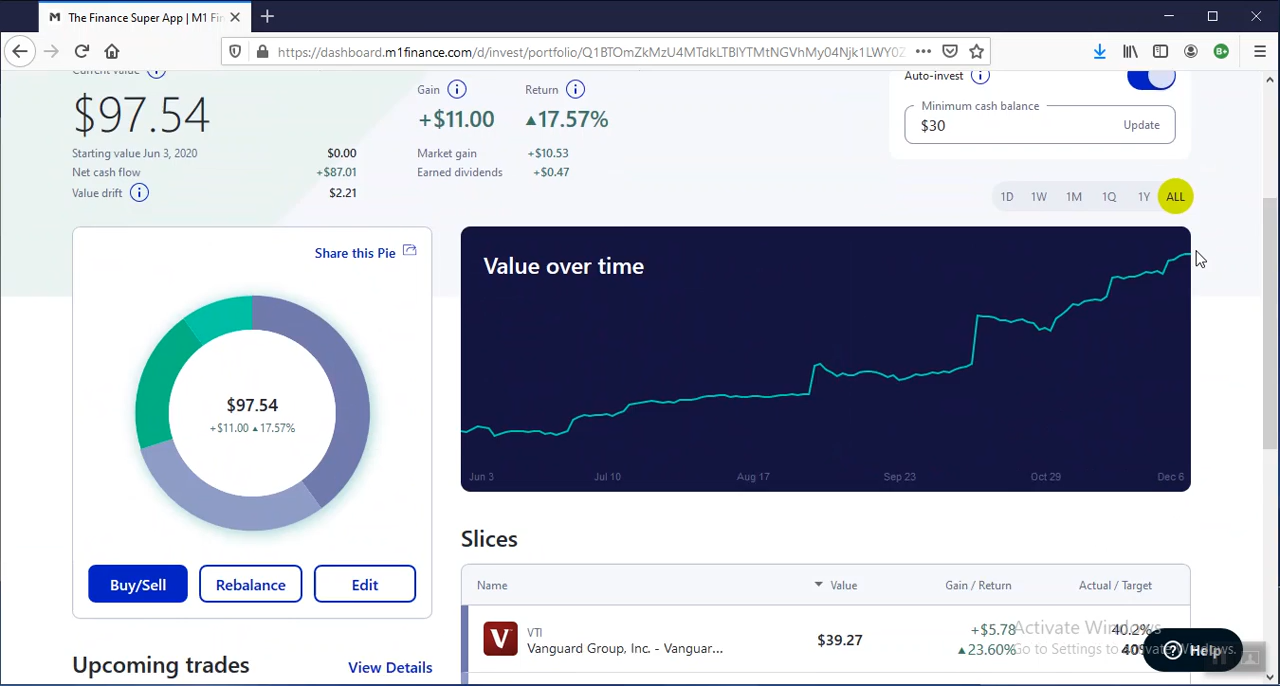 The Finance Super App | M1 Fin
https://dashboard.m1finance.com/d/invest/portfolio/Q1BTOmZkMzU4MTdkLTBlYTMtNGVhMy04Njk1LWY0Z
Current value
$97.54
Starting value Jun 3, 2020 $0.00
Net cash flow +$87.01
Value drift $2.21
Gain
+$11.00
Return
▲17.57%
Market gain +$10.53
Earned dividends +$0.47
Auto-invest
Minimum cash balance
$30 Update
1D 1W 1M 1Q 1Y ALL
Share this Pie
$97.54
+$11.00 ▲17.57%
Buy/Sell Rebalance Edit
Upcoming trades View Details
Value over time
Jun 3 Jul 10 Aug 17 Sep 23 Oct 29 Dec 6
Slices
Name Value Gain / Return Actual / Target
VTI
Vanguard Group, Inc. - Vanguar...
$39.27
+$5.78
▲23.60%
40.2%
Activate Windows
Go to Settings to activate Windows.
Help